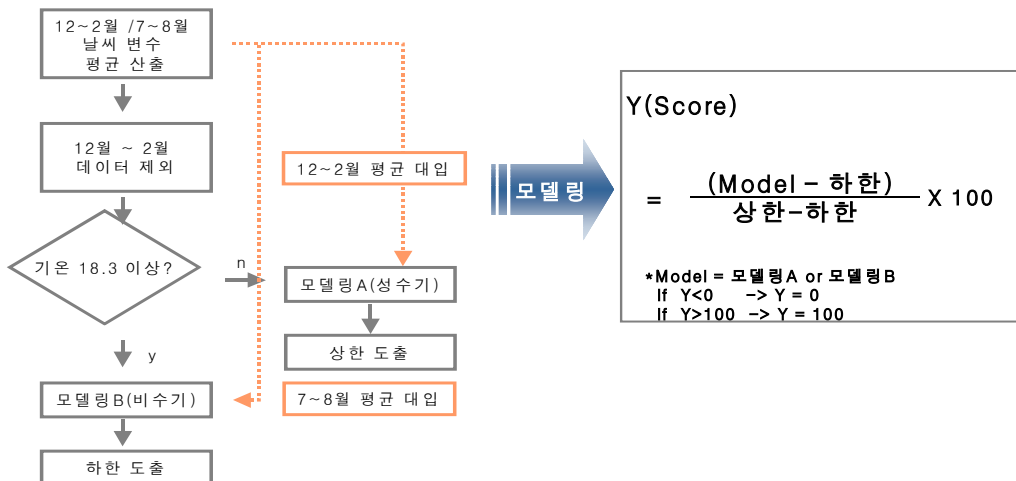 12~2월 /7~8월
날씨 변수
평균 산출
12월 ~ 2월
데이터 제외
기온 18.3 이상?
n
y
모델링B(비수기)
하한 도출
12~2월 평균 대입
모델링A(성수기)
상한 도출
7~8월 평균 대입
모델링
Y(Score)
= (Model - 하한)
상한-하한
X 100
*Model = 모델링A or 모델링B
If Y<0 -> Y = 0
If Y>100 -> Y = 100